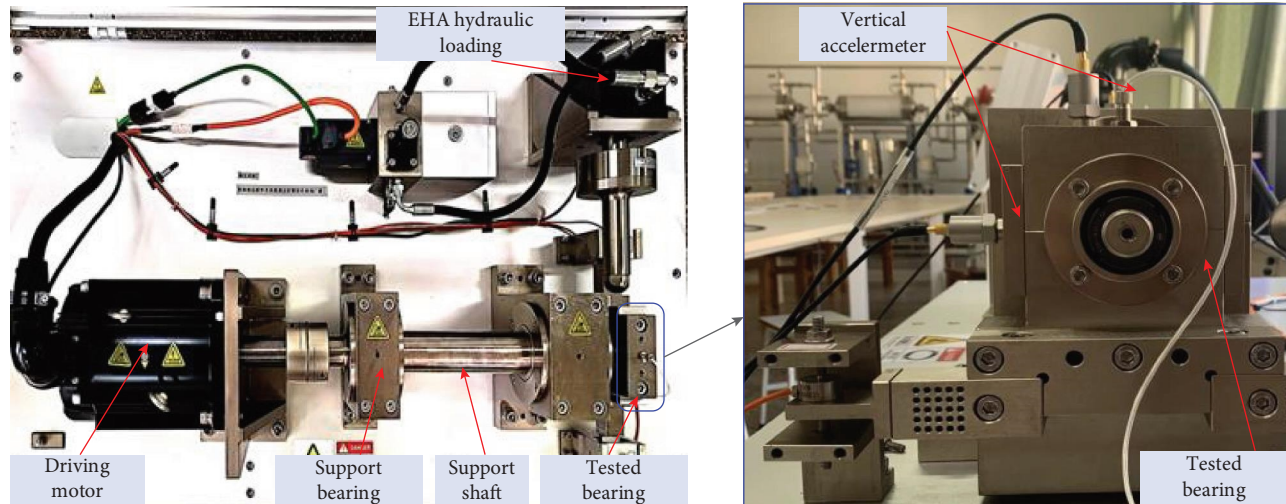 EHA hydraulic
loading
Vertical
accelermeter
Driving
motor
Support
bearing
Support
shaft
Tested
bearing
Tested
bearing